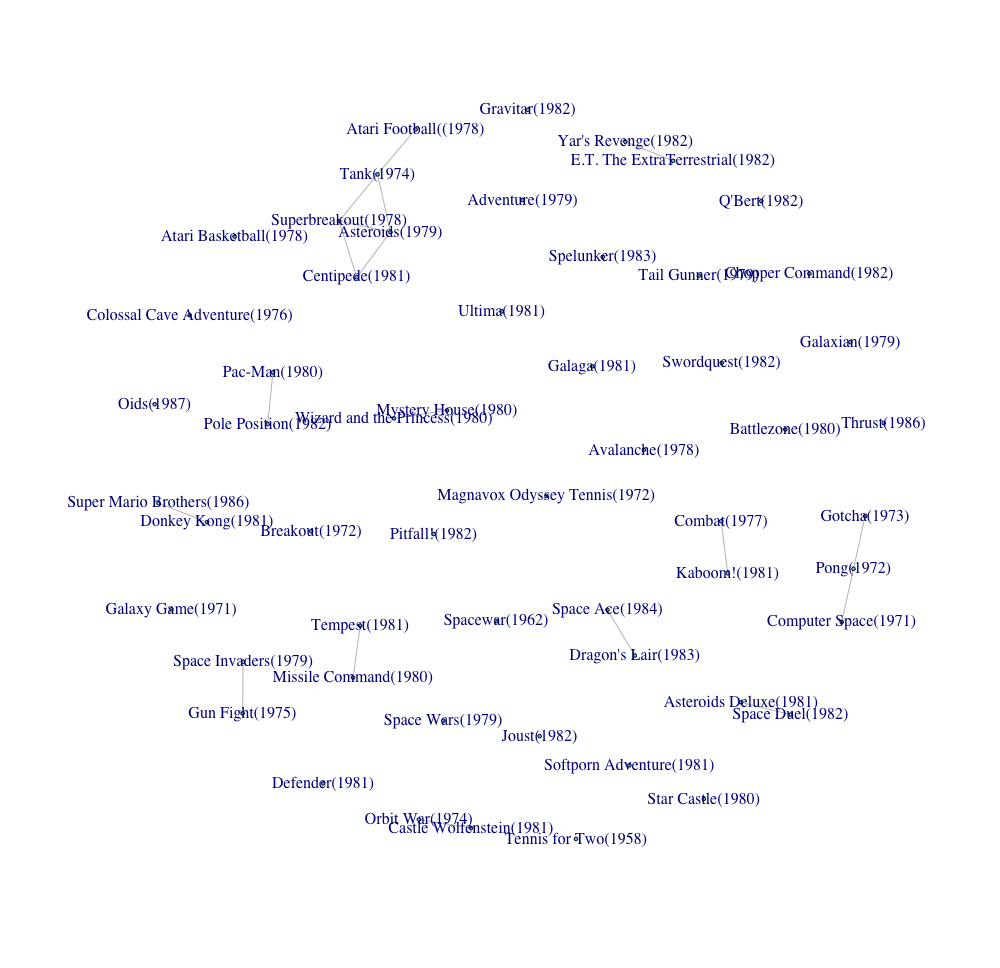 Gravitar(1982)
Atari Football((1978)
Yar's Revenge(1982)
E.T. The ExtraTerrestrial(1982)
Tank(1974)
Adventure(1979)
Q'Bert(1982)
Superbreakout(1978)
Asteroids(1979)
Atari Basketball(1978)
Spelunker(1983)
Centipede(1981)
Tail Gunner(1979)
Chopper Command(1982)
Colossal Cave Adventure(1976)
Ultima(1981)
Galaxian(1979)
Pac-Man(1980)
Galaga(1981)
Swordquest(1982)
Oids(1987)
Mystery House(1980)
Wizard and the Princess(1980)
Pole Position(1982)
Battlezone(1980)
Thrust(1986)
Avalanche(1978)
Magnavox Odyssey Tennis(1972)
Super Mario Brothers(1986)
Donkey Kong(1981)
Breakout(1972)
Pitfall!(1982)
Combat(1977)
Gotcha(1973)
Kaboom!(1981)
Pong(1972)
Galaxy Game(1971)
Tempest(1981)
Spacewar(1962)
Space Ace(1984)
Computer Space(1971)
Space Invaders(1979)
Missile Command(1980)
Dragon's Lair(1983)
Gun Fight(1975)
Space Wars(1979)
Asteroids Deluxe(1981)
Space Duel(1982)
Joust(1982)
Softporn Adventure(1981)
Defender(1981)
Star Castle(1980)
Orbit War(1974)
Castle Wolfenstein(1981)
Tennis for Two(1958)